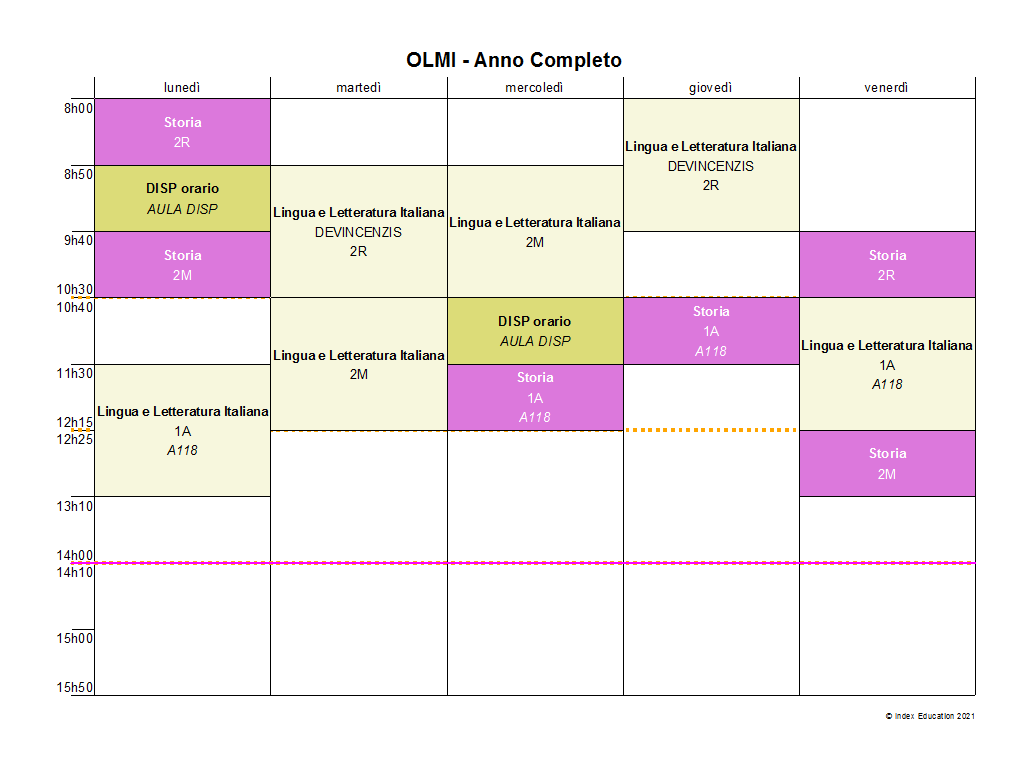 OLMI - Anno Completo
lunedì martedì mercoledì giovedì venerdì
8h00
Storia
2R
Lingua e Letteratura Italiana
DEVINCENZIS
2R
8h50
DISP orario
AULA DISP
Lingua e Letteratura Italiana
DEVINCENZIS
2R
Lingua e Letteratura Italiana
2M
9h40
Storia
2M
Storia
2R
10h30
10h40
Lingua e Letteratura Italiana
2M
DISP orario
AULA DISP
Storia
1A
A118
Lingua e Letteratura Italiana
1A
A118
11h30
Lingua e Letteratura Italiana
1A
A118
Storia
1A
A118
12h15
12h25
Storia
2M
13h10
14h00
14h10
15h00
15h50
© Index Education 2021